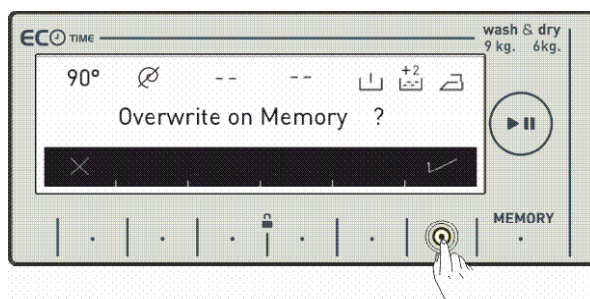 ECO TIME
wash & dry
9 kg. 6kg.
90° -- -- +2
Overwrite on Memory ?
MEMORY